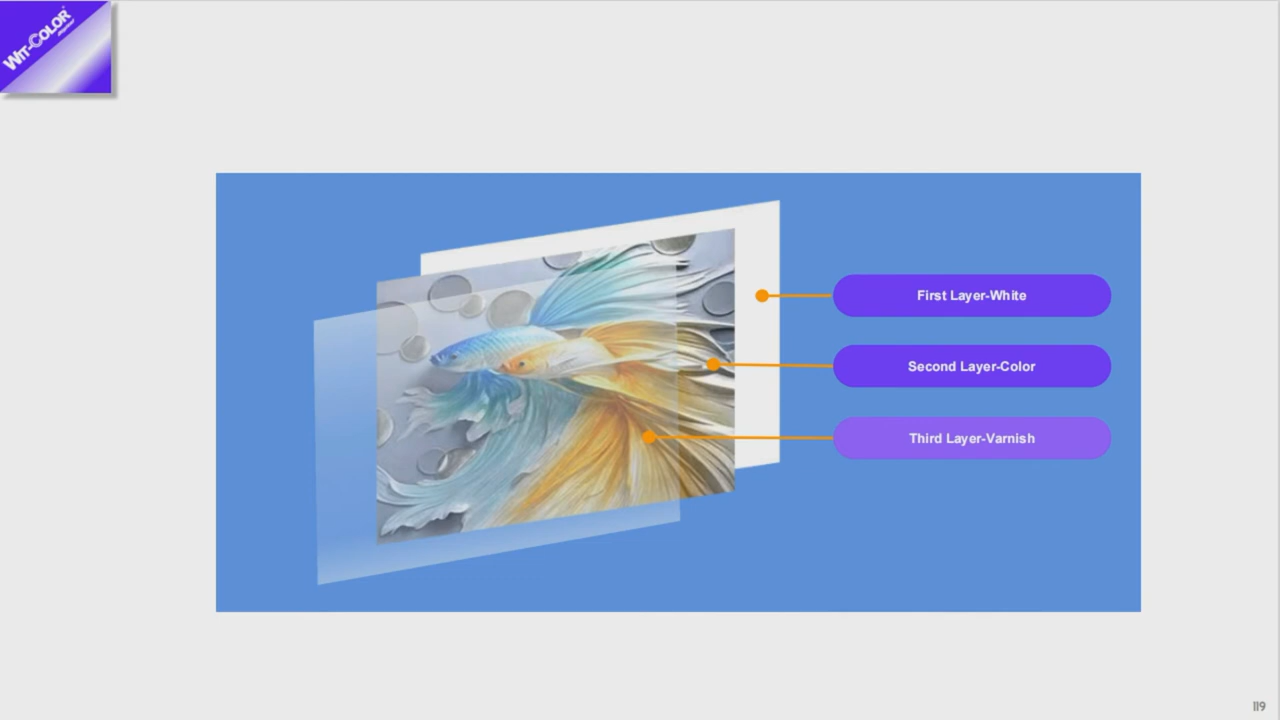 WIT-COLOR
First Layer-White
Second Layer-Color
Third Layer-Varnish
119